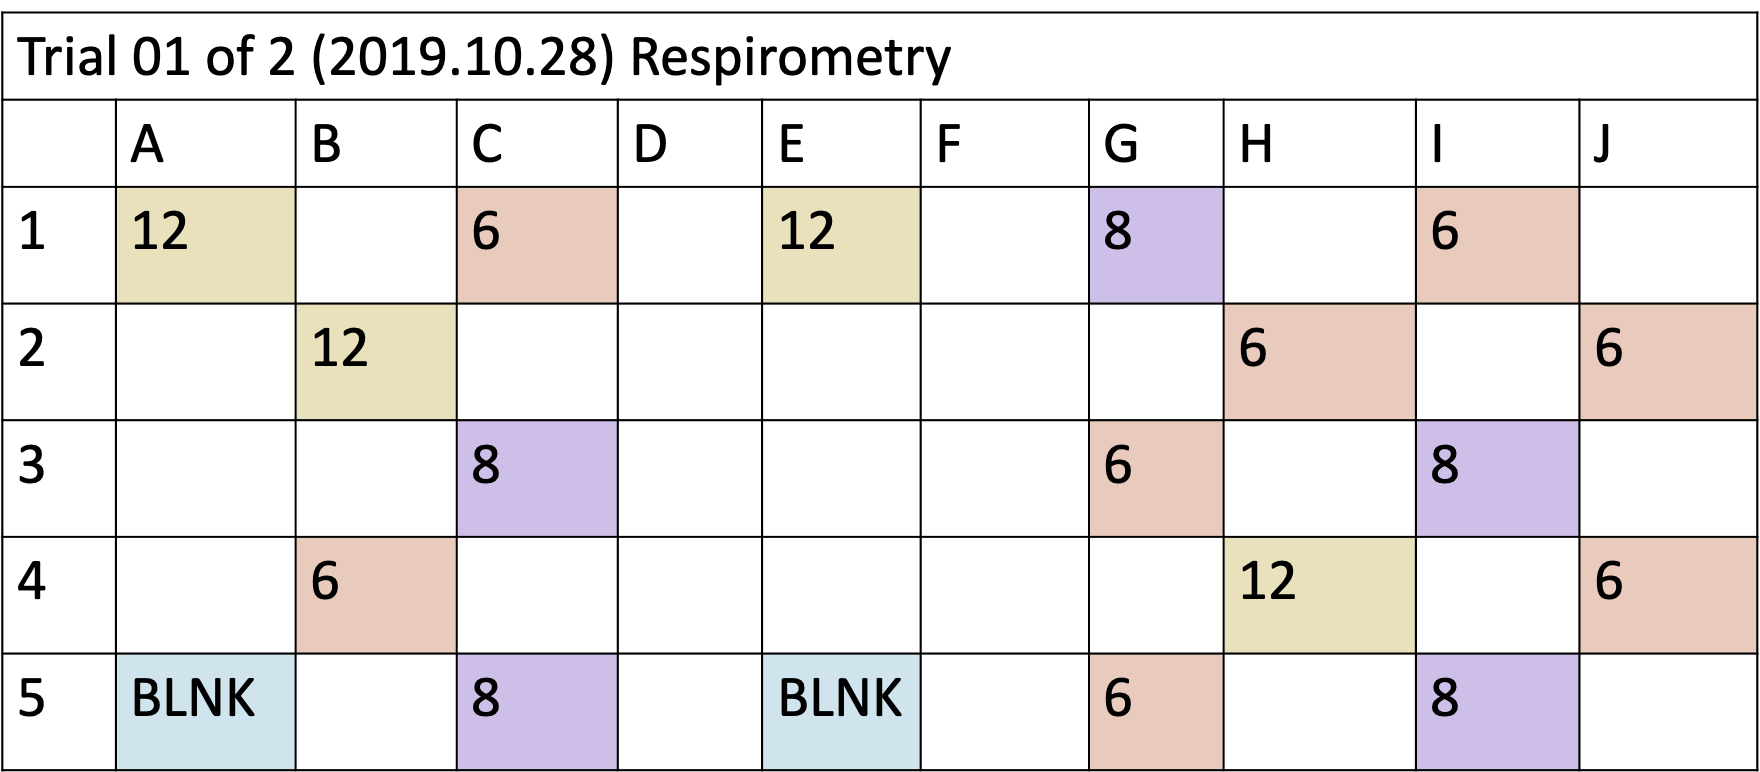 Trial 01 of 2 (2019.10.28) Respirometry
A B C D E F G H I J
1 12 6 12 8 6
2 12 6 6
3 8 6 8
4 6 12 6
5 BLNK 8 BLNK 6 8